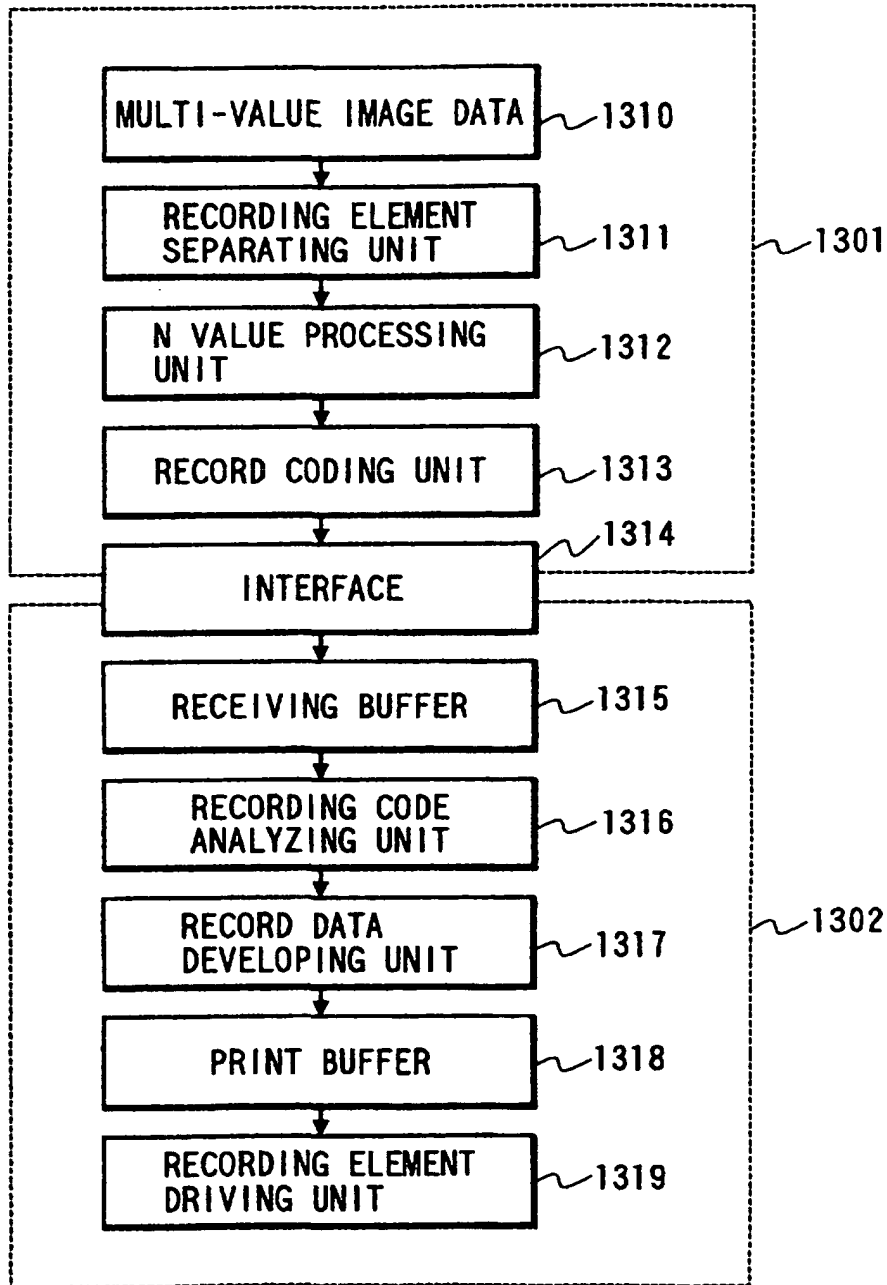 MULTI-VALUE IMAGE DATA
1310
RECORDING ELEMENT
SEPARATING UNIT
1311
1301
N VALUE PROCESSING
UNIT
1312
RECORD CODING UNIT
1313
1314
INTERFACE
RECEIVING BUFFER
1315
RECORDING CODE
ANALYZING UNIT
1316
RECORD DATA
DEVELOPING UNIT
1317
1302
PRINT BUFFER
1318
RECORDING ELEMENT
DRIVING UNIT
1319